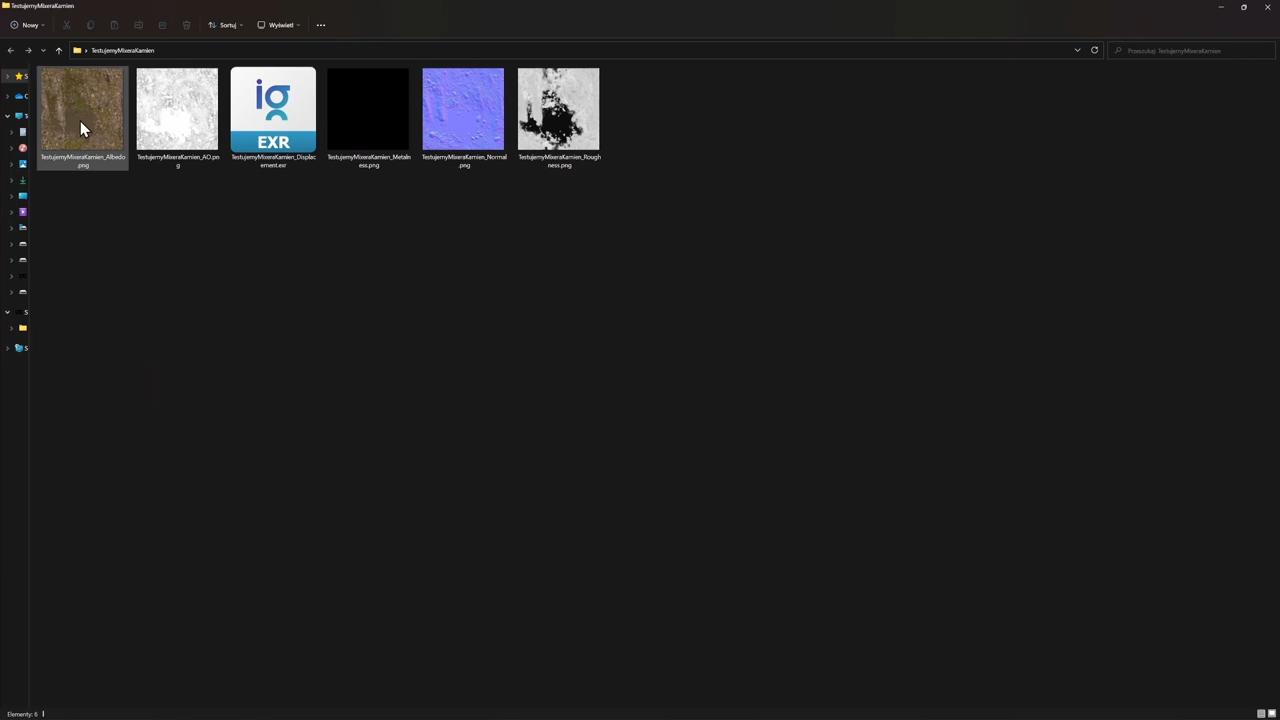 TestujemyMixeraKamien
Nowy
Sortuj
Wyświetl
TestujemyMixeraKamien
Przeszukaj: TestujemyMixeraKamien
ig
EXR
TestujemyMixeraKamien_Albedo
.png
TestujemyMixeraKamien_AO.pn
g
TestujemyMixeraKamien_Displac
ement.exr
TestujemyMixeraKamien_Metaln
ess.png
TestujemyMixeraKamien_Normal
.png
TestujemyMixeraKamien_Rough
ness.png
Elementy: 6